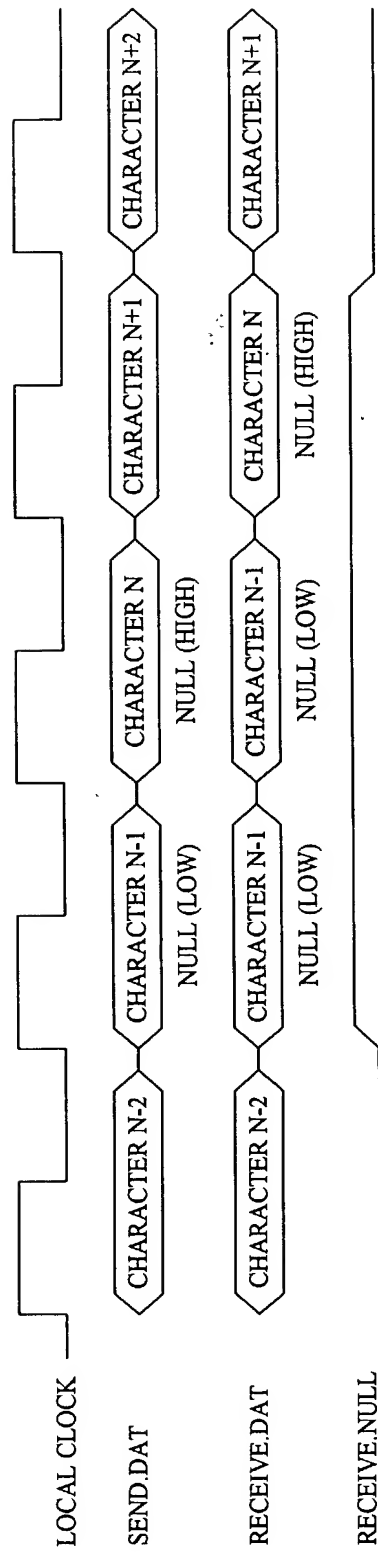 LOCAL CLOCK
SEND.DAT CHARACTER N-2 CHARACTER N-1 CHARACTER N CHARACTER N+1 CHARACTER N+2
NULL (LOW) NULL (HIGH)
RECEIVE.DAT CHARACTER N-2 CHARACTER N-1 CHARACTER N-1 CHARACTER N CHARACTER N+1
NULL (LOW) NULL (LOW) NULL (HIGH)
RECEIVE.NULL